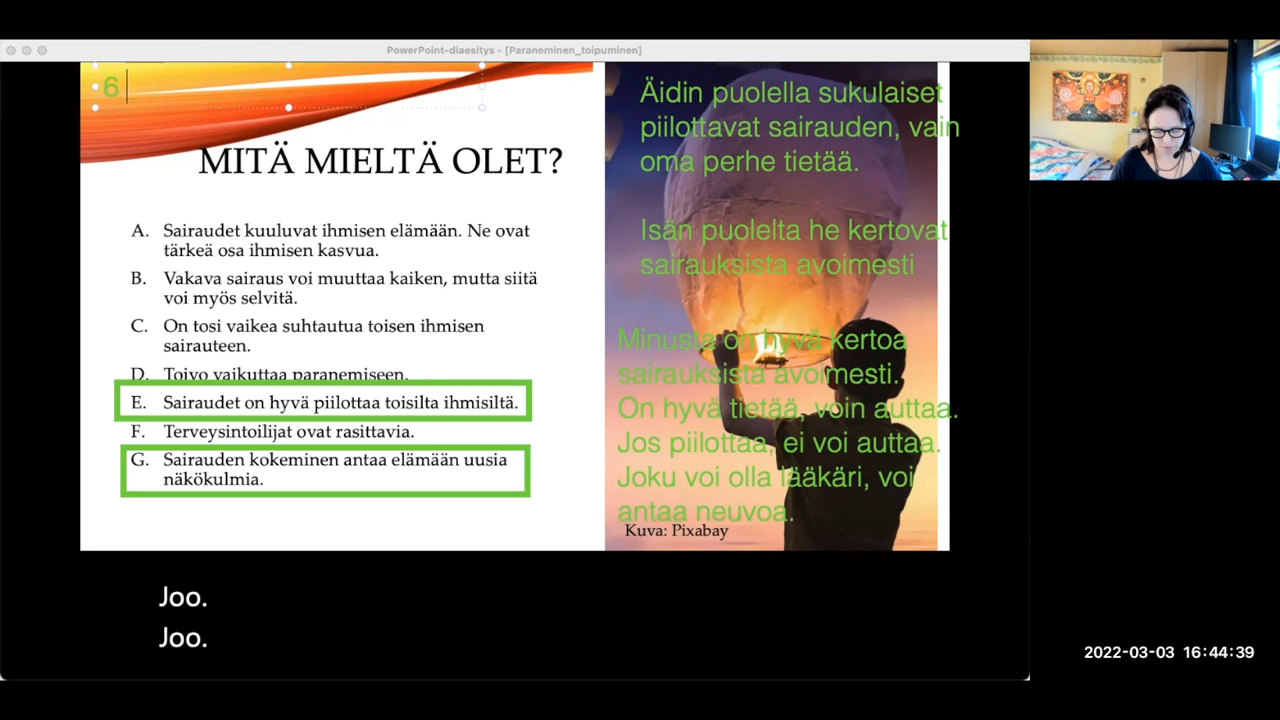 PowerPoint-diaesitys - [Paraneminen_toipuminen]
6
MITÄ MIELTÄ OLET?
A. Sairaudet kuuluvat ihmisen elämään. Ne ovat
tärkeä osa ihmisen kasvua.
B. Vakava sairaus voi muuttaa kaiken, mutta siitä
voi myös selvitä.
C. On tosi vaikea suhtautua toisen ihmisen
sairauteen.
D. Toivo vaikuttaa paranemiseen.
E. Sairaudet on hyvä piilottaa toisilta ihmisiltä.
F. Terveysintoilijat ovat rasittavia.
G. Sairauden kokeminen antaa elämään uusia
näkökulmia.
Äidin puolella sukulaiset
piilottavat sairauden, vain
oma perhe tietää.
Isän puolelta he kertovat
sairauksista avoimesti
Minusta on hyvä kertoa
sairauksista avoimesti.
On hyvä tietää, voin auttaa.
Jos piilottaa, ei voi auttaa.
Joku voi olla lääkäri, voi
antaa neuvoa.
Kuva: Pixabay
Joo.
Joo.
2022-03-03 16:44:39